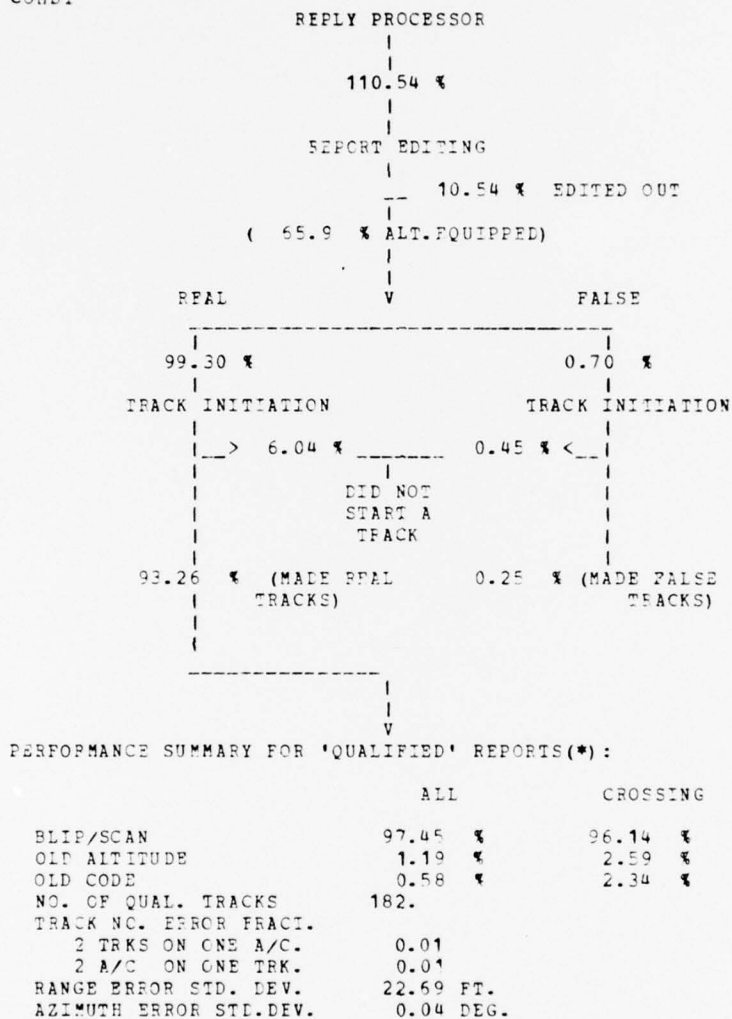 REPLY PROCESSOR
110.54 %
REPORT EDITING
10.54 % EDITED OUT
( 65.9 % ALT.EQUIPPED)
REAL FALSE
99.30 % 0.70 %
TRACK INITIATION TRACK INITIATION
6.04 % 0.45 %
DID NOT
START A
TRACK
93.26 % (MADE REAL 0.25 % (MADE FALSE
TRACKS) TRACKS)
PERFORMANCE SUMMARY FOR 'QUALIFIED' REPORTS(*):
ALL CROSSING
BLIP/SCAN 97.45 % 96.14 %
OLD ALTITUDE 1.19 % 2.59 %
OLD CODE 0.58 % 2.34 %
NO. OF QUAL. TRACKS 182.
TRACK NO. ERROR FRACT.
2 TRKS ON ONE A/C. 0.01
2 A/C ON ONE TRK. 0.01
RANGE ERROR STD. DEV. 22.69 FT.
AZIMUTH ERROR STD.DEV. 0.04 DEG.